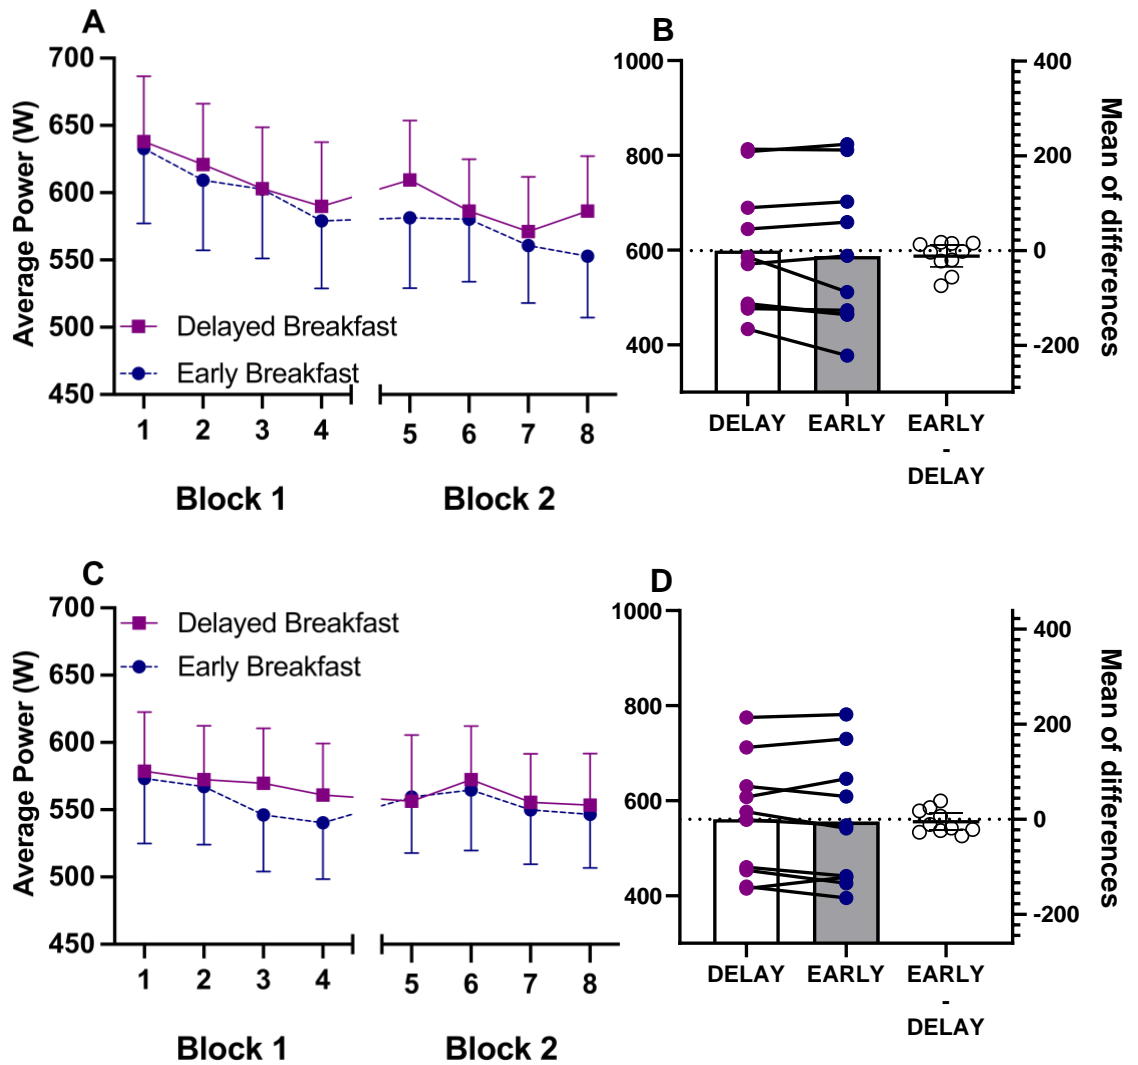 A
700
650
600
550
500
450
Average Power (W)
Delayed Breakfast
Early Breakfast
1 2 3 4 5 6 7 8
Block 1 Block 2
B
1000
800
600
400
400
200
0
-200
Mean of differences
DELAY EARLY EARLY
-
DELAY
C
700
650
600
550
500
450
Average Power (W)
Delayed Breakfast
Early Breakfast
1 2 3 4 5 6 7 8
Block 1 Block 2
D
1000
800
600
400
400
200
0
-200
Mean of differences
DELAY EARLY EARLY
-
DELAY